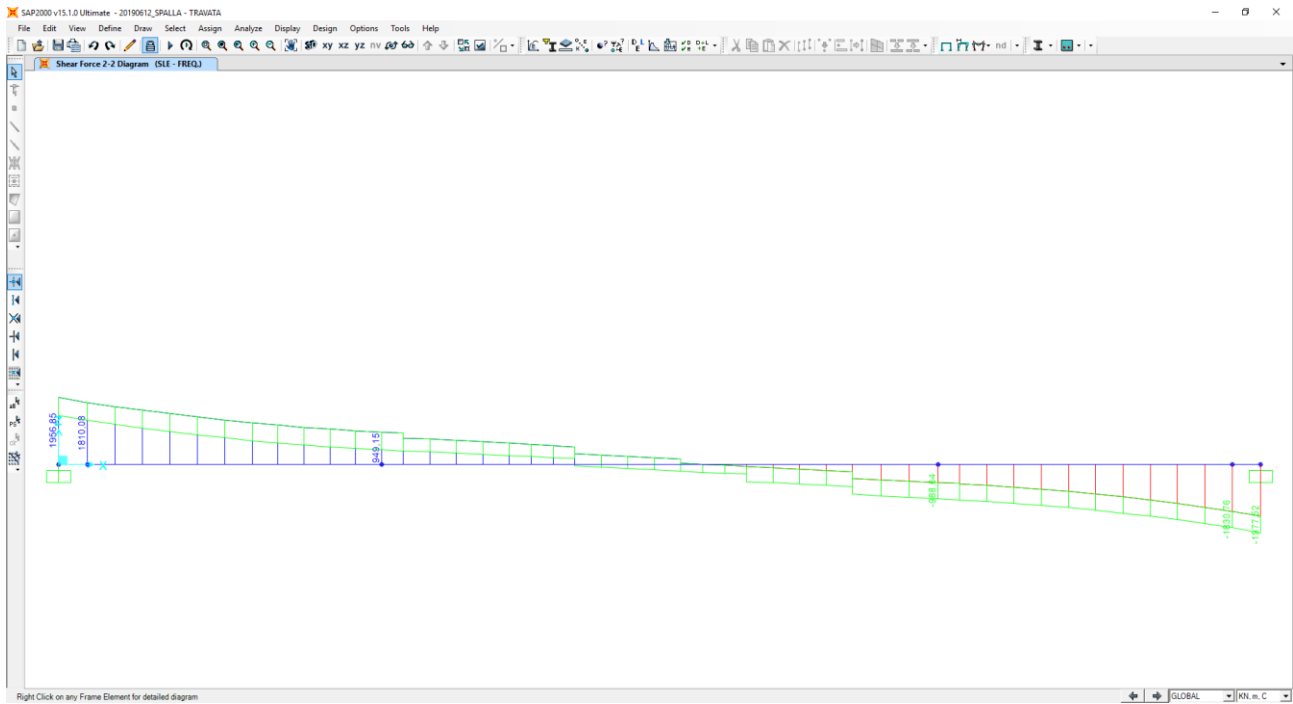 SAP2000 v15.1.0 Ultimate - 20190612_SPALLA - TRAVATA
File Edit View Define Draw Select Assign Analyze Display Design Options Tools Help
xy xz yz nv nd
Shear Force 2-2 Diagram (SLE - FREQ.)
1956,85
1810,08
949,15
X
-988,64
-1830,76
-1977,52
Right Click on any Frame Element for detailed diagram
GLOBAL
KN, m, C